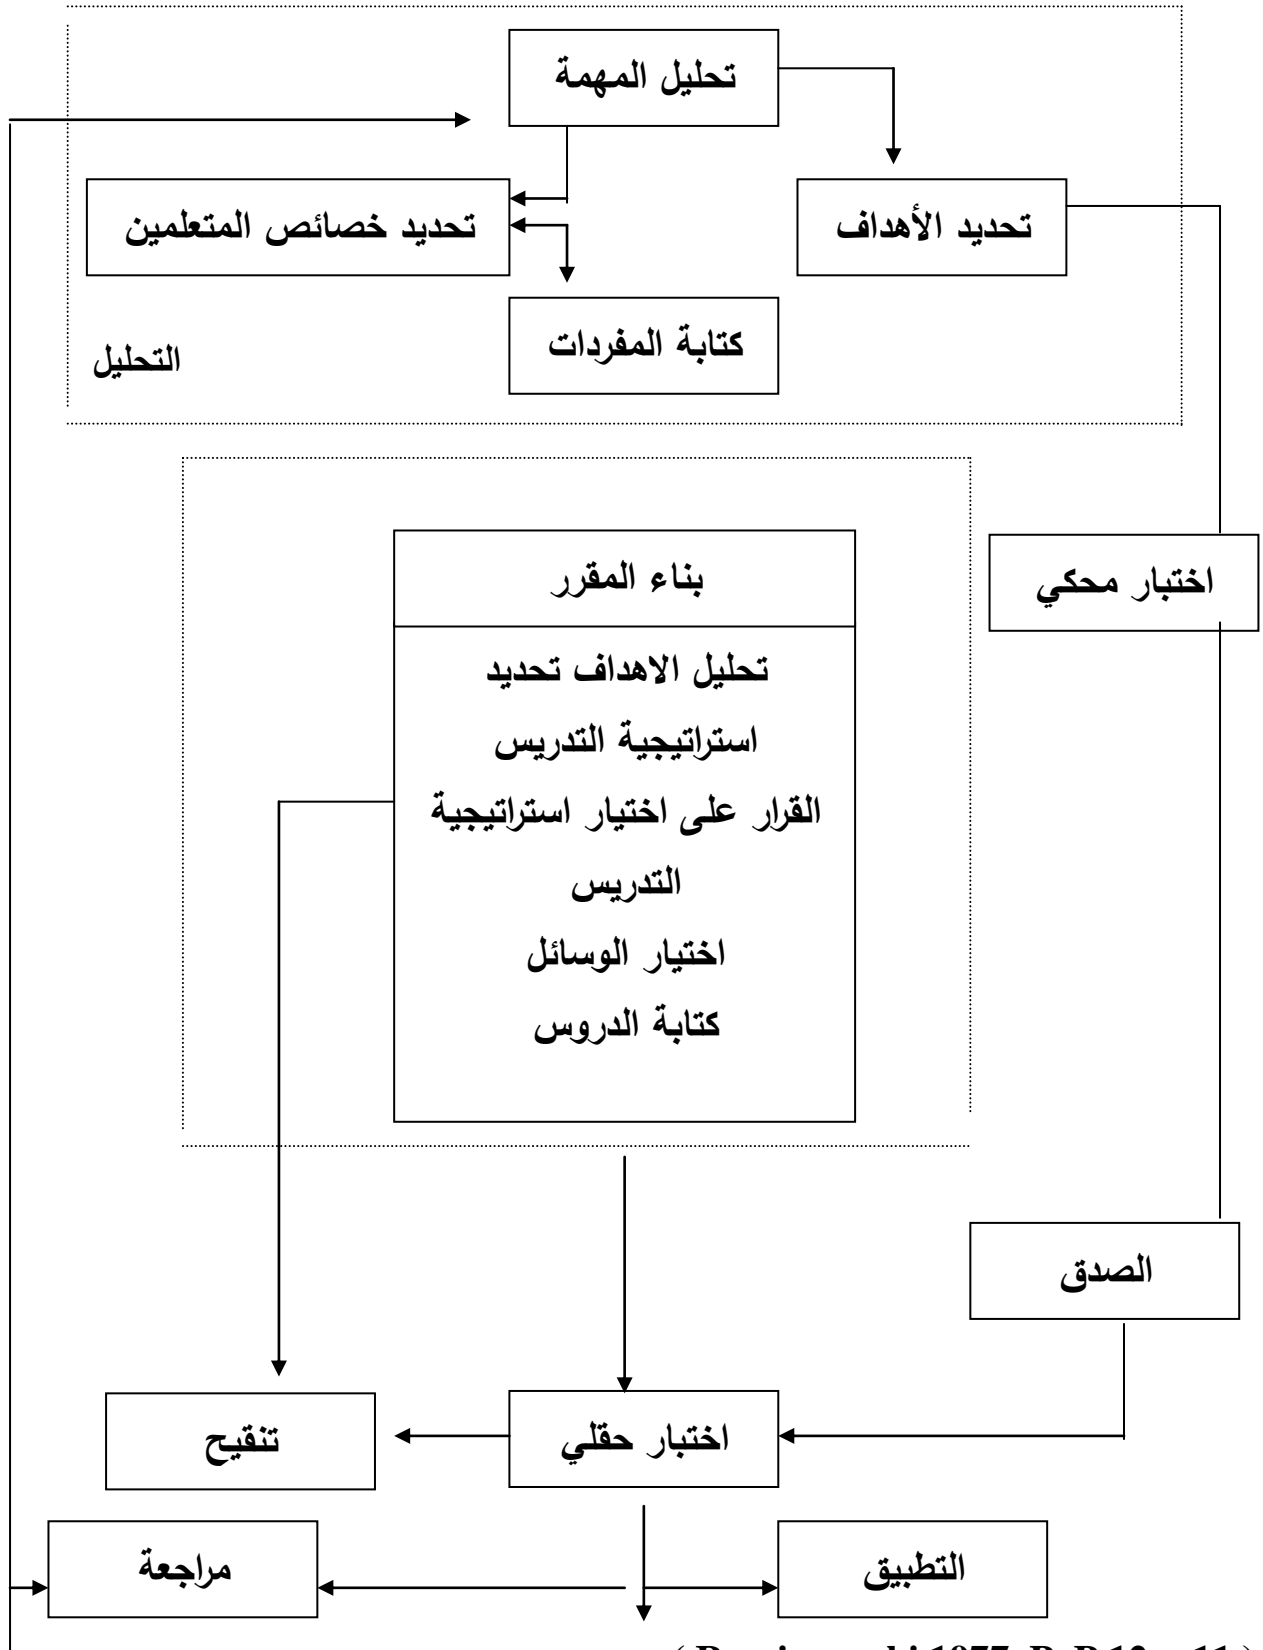 تحليل المهمة
تحديد الأهداف
تحديد خصائص المتعلمين
كتابة المفردات
التحليل
بناء المقرر
اختبار محكي
تحليل الاهداف تحديد
استراتيجية التدريس
القرار على اختيار استراتيجية
التدريس
اختيار الوسائل
كتابة الدروس
الصدق
اختبار حقلي
تنقيح
التطبيق
مراجعة